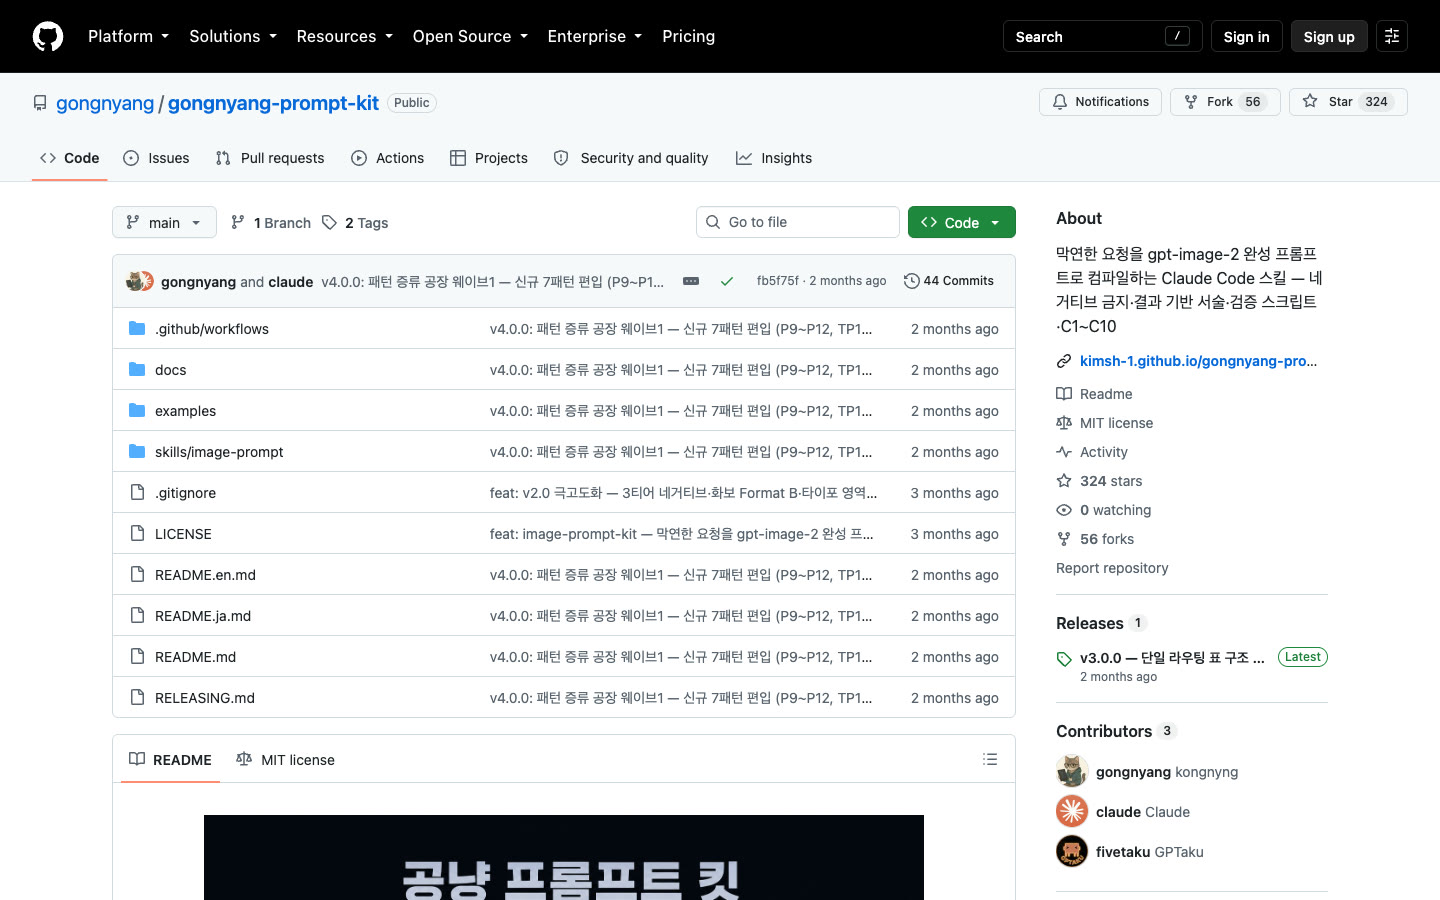 Platform Solutions Resources Open Source Enterprise Pricing Search / Sign in Sign up
gongnyang / gongnyang-prompt-kit Public Notifications Fork 56 Star 324
Code Issues Pull requests Actions Projects Security and quality Insights
main 1 Branch 2 Tags Go to file Code
gongnyang and claude v4.0.0: 패턴 증류 공장 웨이브1 — 신규 7패턴 편입 (P9~P1... fb5f75f · 2 months ago 44 Commits
.github/workflows v4.0.0: 패턴 증류 공장 웨이브1 — 신규 7패턴 편입 (P9~P12, TP1... 2 months ago
docs v4.0.0: 패턴 증류 공장 웨이브1 — 신규 7패턴 편입 (P9~P12, TP1... 2 months ago
examples v4.0.0: 패턴 증류 공장 웨이브1 — 신규 7패턴 편입 (P9~P12, TP1... 2 months ago
skills/image-prompt v4.0.0: 패턴 증류 공장 웨이브1 — 신규 7패턴 편입 (P9~P12, TP1... 2 months ago
.gitignore feat: v2.0 극고도화 — 3티어 네거티브·화보 Format B·타이포 영역... 3 months ago
LICENSE feat: image-prompt-kit — 막연한 요청을 gpt-image-2 완성 프... 3 months ago
README.en.md v4.0.0: 패턴 증류 공장 웨이브1 — 신규 7패턴 편입 (P9~P12, TP1... 2 months ago
README.ja.md v4.0.0: 패턴 증류 공장 웨이브1 — 신규 7패턴 편입 (P9~P12, TP1... 2 months ago
README.md v4.0.0: 패턴 증류 공장 웨이브1 — 신규 7패턴 편입 (P9~P12, TP1... 2 months ago
RELEASING.md v4.0.0: 패턴 증류 공장 웨이브1 — 신규 7패턴 편입 (P9~P12, TP1... 2 months ago
README MIT license
공냥 프롬프트 킷
About
막연한 요청을 gpt-image-2 완성 프롬프
트로 컴파일하는 Claude Code 스킬 — 네
거티브 금지·결과 기반 서술·검증 스크립트
·C1~C10
kimsh-1.github.io/gongnyang-pro...
Readme
MIT license
Activity
324 stars
0 watching
56 forks
Report repository
Releases 1
v3.0.0 — 단일 라우팅 표 구조 ... Latest
2 months ago
Contributors 3
gongnyang kongnyng
claude Claude
fivetaku GPTaku